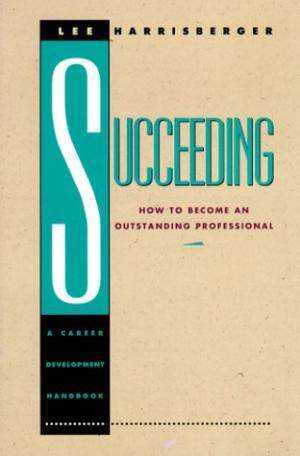 LEE HARRISBERGER
SUCCEEDING
HOW TO BECOME AN
OUTSTANDING PROFESSIONAL
A CAREER
DEVELOPMENT
HANDBOOK